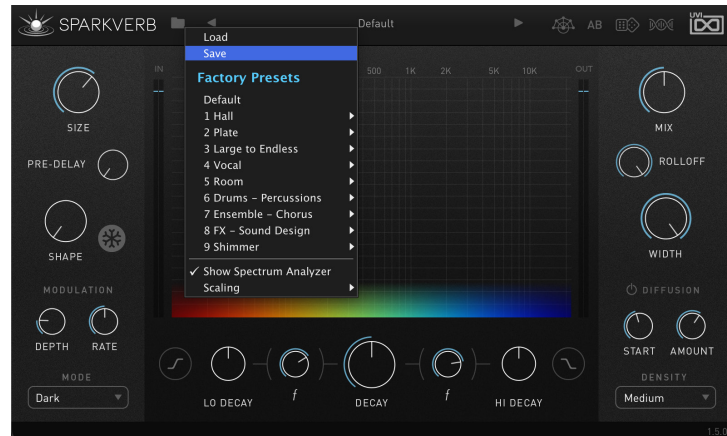 SPARKVERB
Default
AB
UVI
Load
Save
Factory Presets
Default
1 Hall
2 Plate
3 Large to Endless
4 Vocal
5 Room
6 Drums – Percussions
7 Ensemble – Chorus
8 FX – Sound Design
9 Shimmer
✓ Show Spectrum Analyzer
Scaling
IN
500 1K 2K 5K 10K
OUT
SIZE
PRE-DELAY
SHAPE
MODULATION
DEPTH RATE
MODE
Dark
LO DECAY
f
DECAY
f
HI DECAY
MIX
ROLLOFF
WIDTH
DIFFUSION
START AMOUNT
DENSITY
Medium
1.5.0